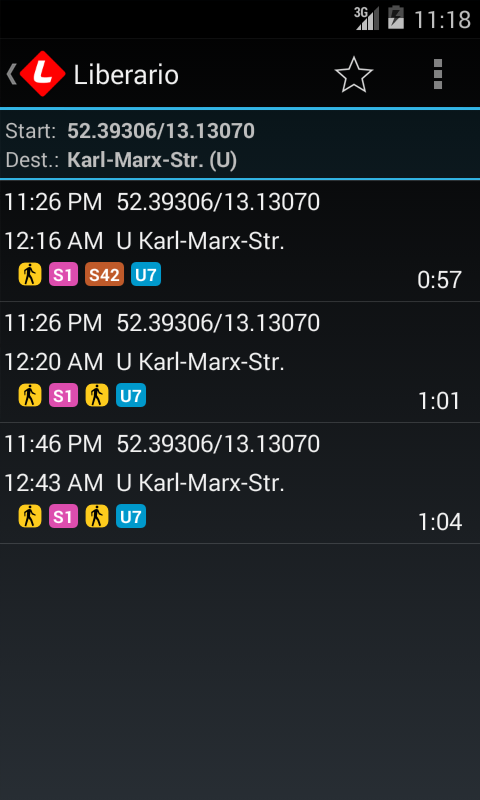 3G 11:18
L Liberario
Start: 52.39306/13.13070
Dest.: Karl-Marx-Str. (U)
11:26 PM 52.39306/13.13070
12:16 AM U Karl-Marx-Str.
S1 S42 U7 0:57
11:26 PM 52.39306/13.13070
12:20 AM U Karl-Marx-Str.
S1 U7 1:01
11:46 PM 52.39306/13.13070
12:43 AM U Karl-Marx-Str.
S1 U7 1:04